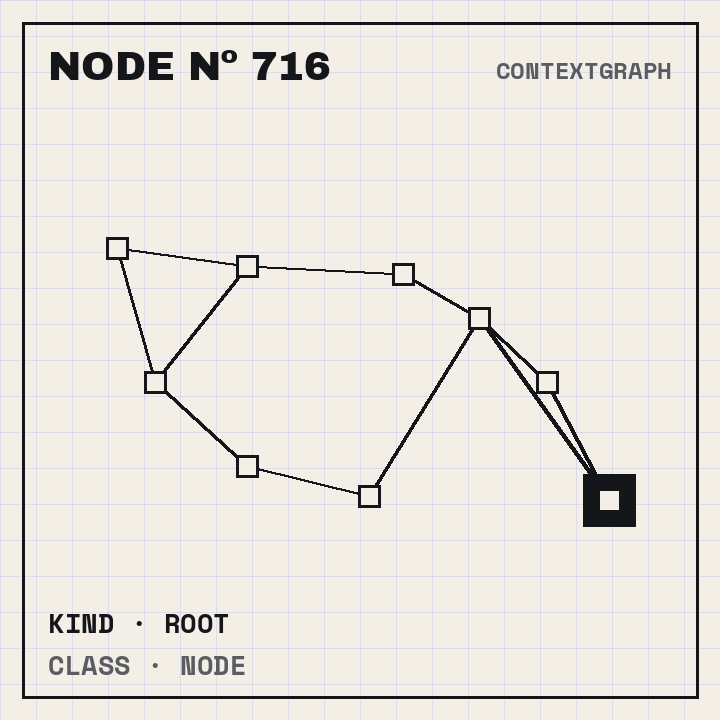 NODE Nº 716
CONTEXTGRAPH
KIND · ROOT
CLASS · NODE